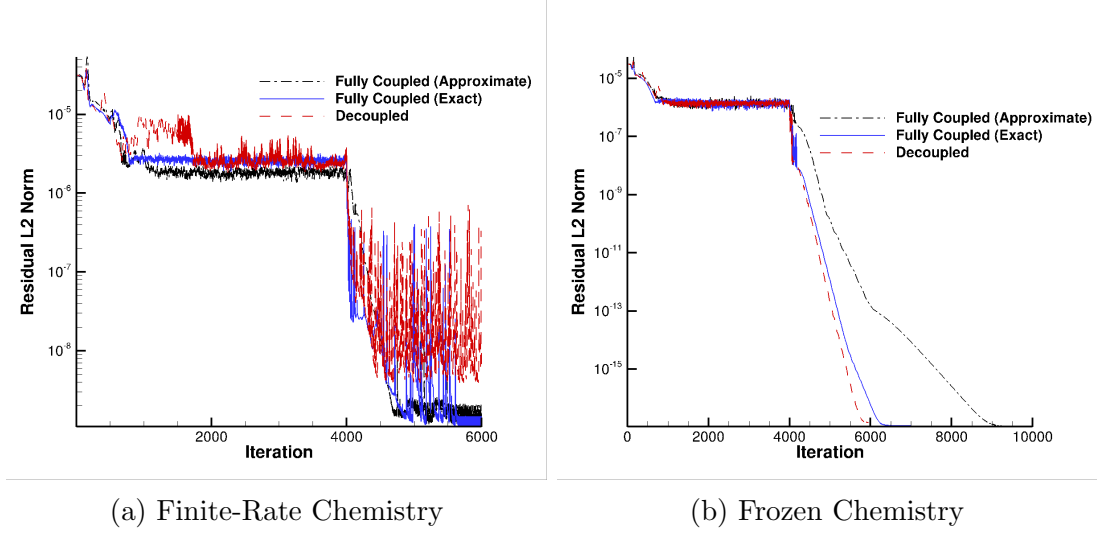 Fully Coupled (Approximate)
Fully Coupled (Exact)
Decoupled
10^-5
10^-6
10^-7
10^-8
Residual L2 Norm
2000 4000 6000
Iteration
Fully Coupled (Approximate)
Fully Coupled (Exact)
Decoupled
10^-5
10^-7
10^-9
10^-11
10^-13
10^-15
Residual L2 Norm
0 2000 4000 6000 8000 10000
Iteration
(a) Finite-Rate Chemistry
(b) Frozen Chemistry